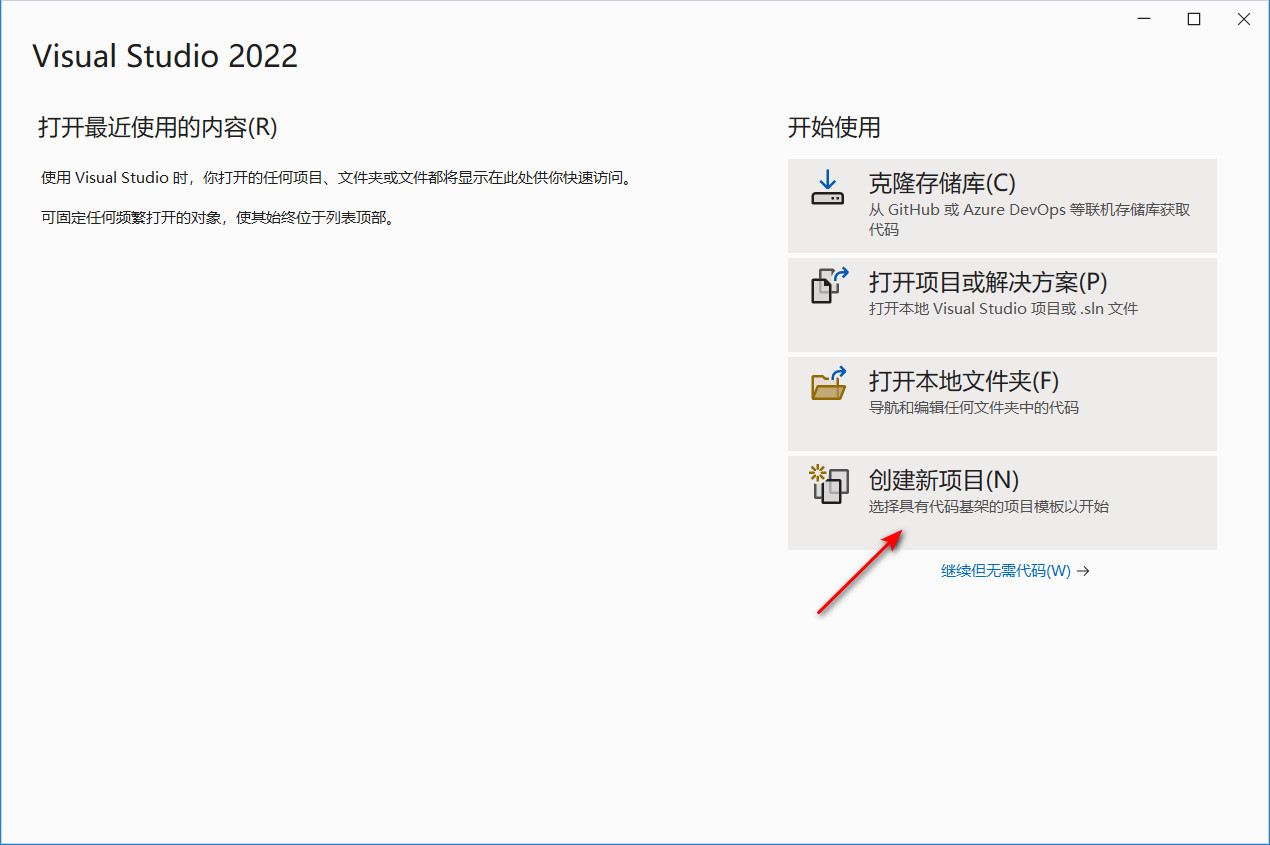 Visual Studio 2022
打开最近使用的内容(R)
使用 Visual Studio 时，你打开的任何项目、文件夹或文件都将显示在此处供你快速访问。
可固定任何频繁打开的对象，使其始终位于列表顶部。
开始使用
克隆存储库(C)
从 GitHub 或 Azure DevOps 等联机存储库获取
代码
打开项目或解决方案(P)
打开本地 Visual Studio 项目或 .sln 文件
打开本地文件夹(F)
导航和编辑任何文件夹中的代码
创建新项目(N)
选择具有代码基架的项目模板以开始
继续但无需代码(W) →